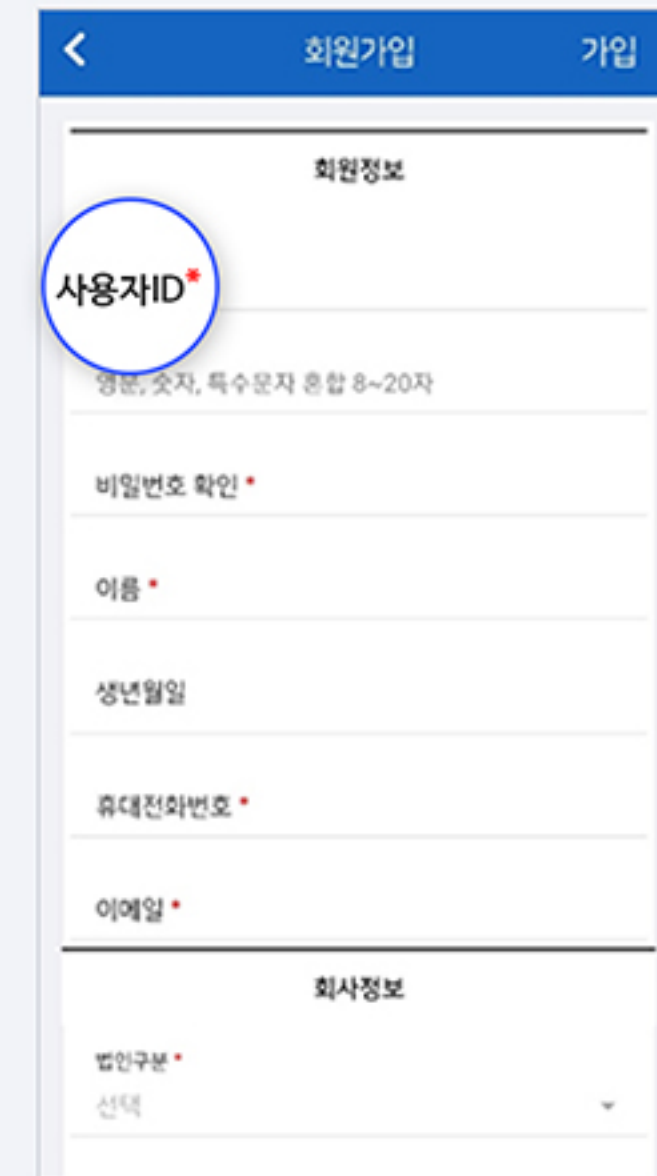 회원가입 가입
회원정보
사용자ID*
영문, 숫자, 특수문자 혼합 8~20자
비밀번호 확인 *
이름 *
생년월일
휴대전화번호 *
이메일 *
회사정보
법인구분 *
선택